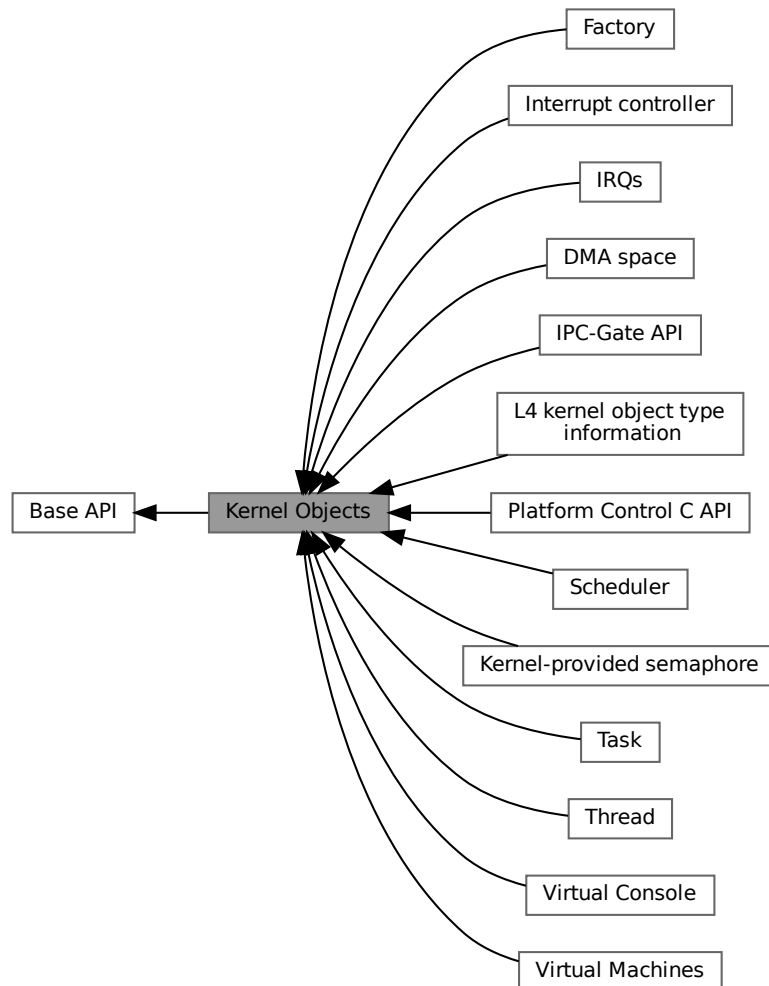 Factory
Interrupt controller
IRQs
DMA space
IPC-Gate API
L4 kernel object type
information
Base API
Kernel Objects
Platform Control C API
Scheduler
Kernel-provided semaphore
Task
Thread
Virtual Console
Virtual Machines